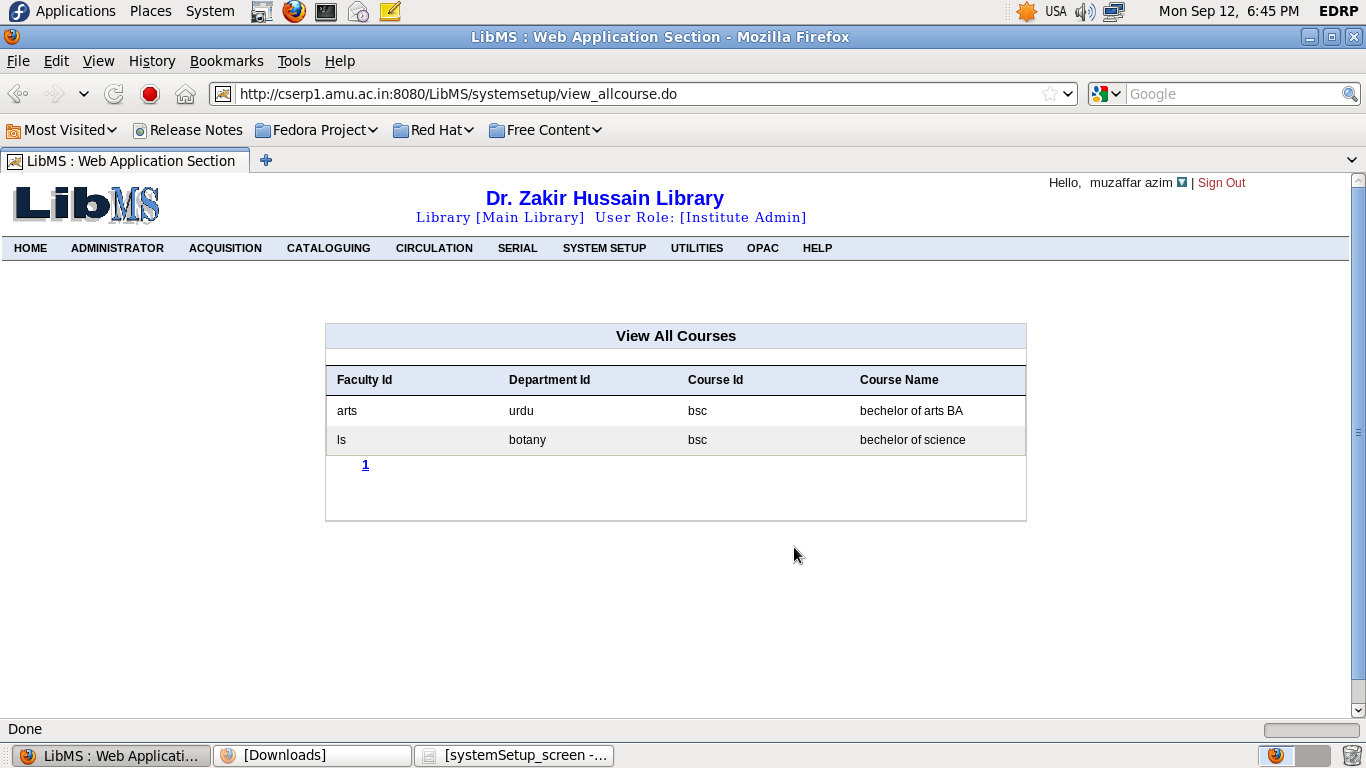 Applications Places System USA Mon Sep 12, 6:45 PM EDRP
LibMS : Web Application Section - Mozilla Firefox
File Edit View History Bookmarks Tools Help
http://cserp1.amu.ac.in:8080/LibMS/systemsetup/view_allcourse.do Google
Most Visited Release Notes Fedora Project Red Hat Free Content
LibMS : Web Application Section
Hello, muzaffar azim | Sign Out
LibMS
Dr. Zakir Hussain Library
Library [Main Library] User Role: [Institute Admin]
HOME ADMINISTRATOR ACQUISITION CATALOGUING CIRCULATION SERIAL SYSTEM SETUP UTILITIES OPAC HELP
View All Courses
Faculty Id Department Id Course Id Course Name
arts urdu bsc bechelor of arts BA
ls botany bsc bechelor of science
1
Done
LibMS : Web Applicati... [Downloads] [systemSetup_screen -...